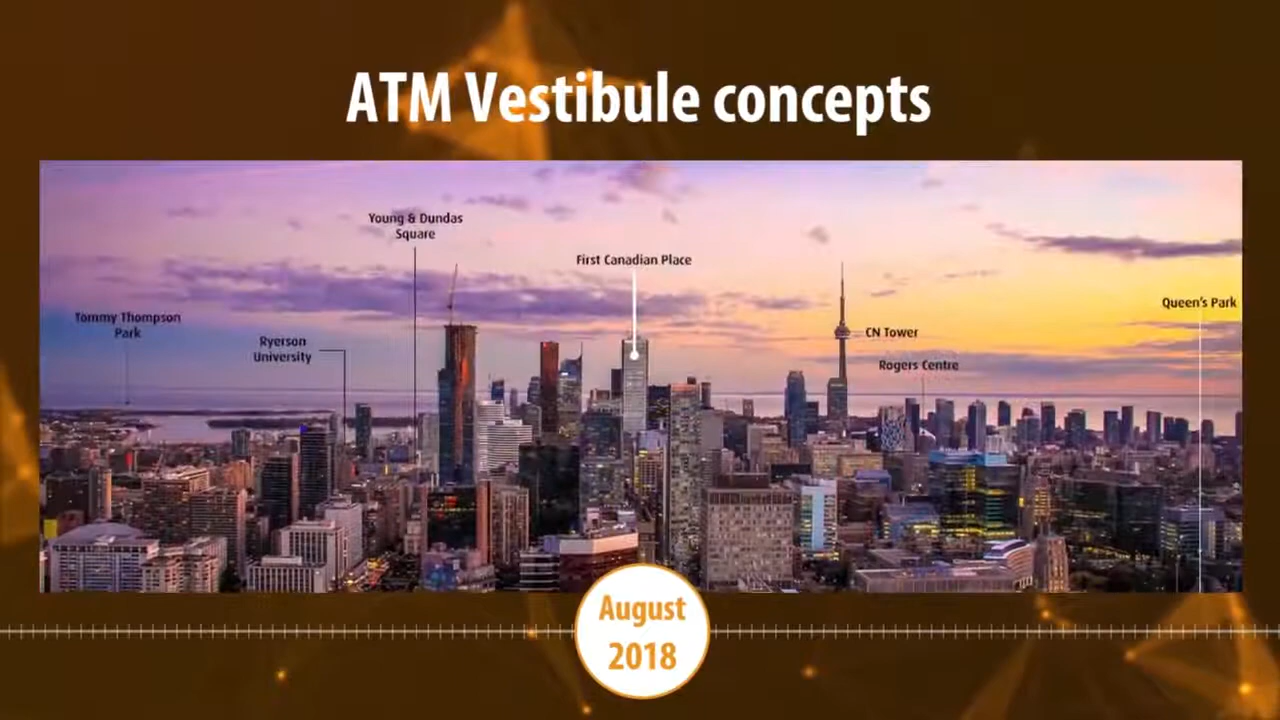 ATM Vestibule concepts
Young & Dundas
Square
First Canadian Place
Queen's Park
Tommy Thompson
Park
Ryerson
University
CN Tower
Rogers Centre
August
2018